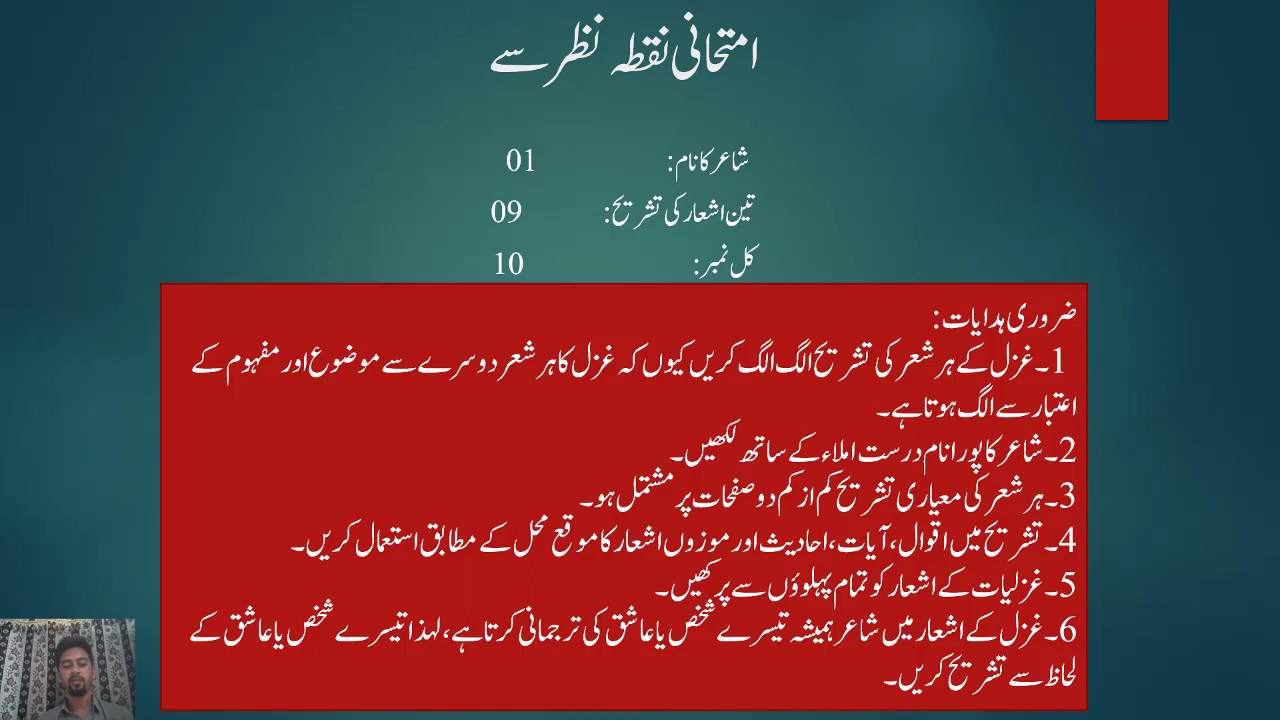 امتحانی نقطہ نظر سے
شاعر کا نام: 01
تین اشعار کی تشریح: 09
کل نمبر: 10
ضروری ہدایات:
1۔غزل کے ہر شعر کی تشریح الگ الگ کریں کیوں کہ غزل کا ہر شعر دوسرے سے موضوع اور مفہوم کے
اعتبار سے الگ ہوتا ہے۔
2۔شاعر کا پورا نام درست املاء کے ساتھ لکھیں۔
3۔ہر شعر کی معیاری تشریح کم از کم دو صفحات پر مشتمل ہو۔
4۔ تشریح میں اقوال، آیات، احادیث اور موزوں اشعار کا موقع محل کے مطابق استعمال کریں۔
5۔غزلیات کے اشعار کو تمام پہلوؤں سے پرکھیں۔
6۔غزل کے اشعار میں شاعر ہمیشہ تیسرے شخص یا عاشق کی ترجمانی کرتا ہے، لہذا تیسرے شخص یا عاشق کے
لحاظ سے تشریح کریں۔